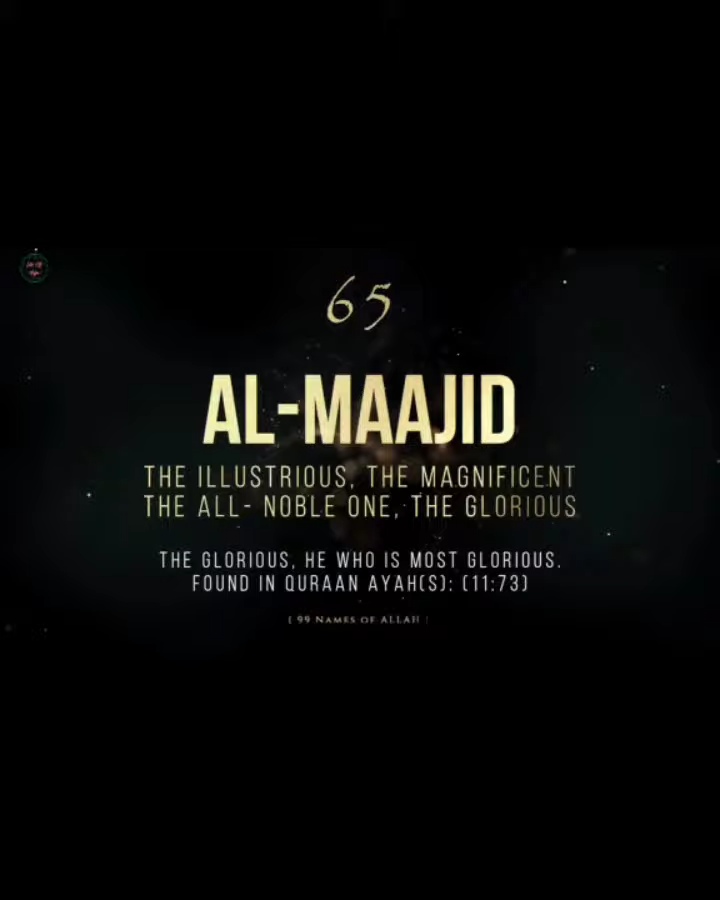 65
AL-MAAJID
THE ILLUSTRIOUS, THE MAGNIFICENT
THE ALL- NOBLE ONE, THE GLORIOUS
THE GLORIOUS, HE WHO IS MOST GLORIOUS.
FOUND IN QURAAN AYAH(S): (11:73)
( 99 NAMES OF ALLAH )